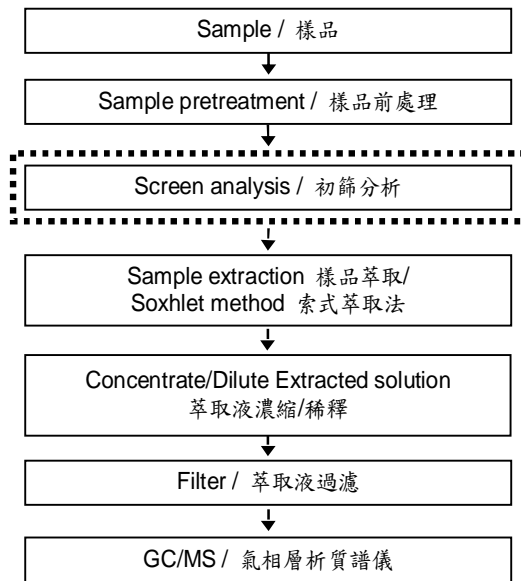 Sample / 樣品
Sample pretreatment / 樣品前處理
Screen analysis / 初篩分析
Sample extraction 樣品萃取/
Soxhlet method 索式萃取法
Concentrate/Dilute Extracted solution
萃取液濃縮/稀釋
Filter / 萃取液過濾
GC/MS / 氣相層析質譜儀